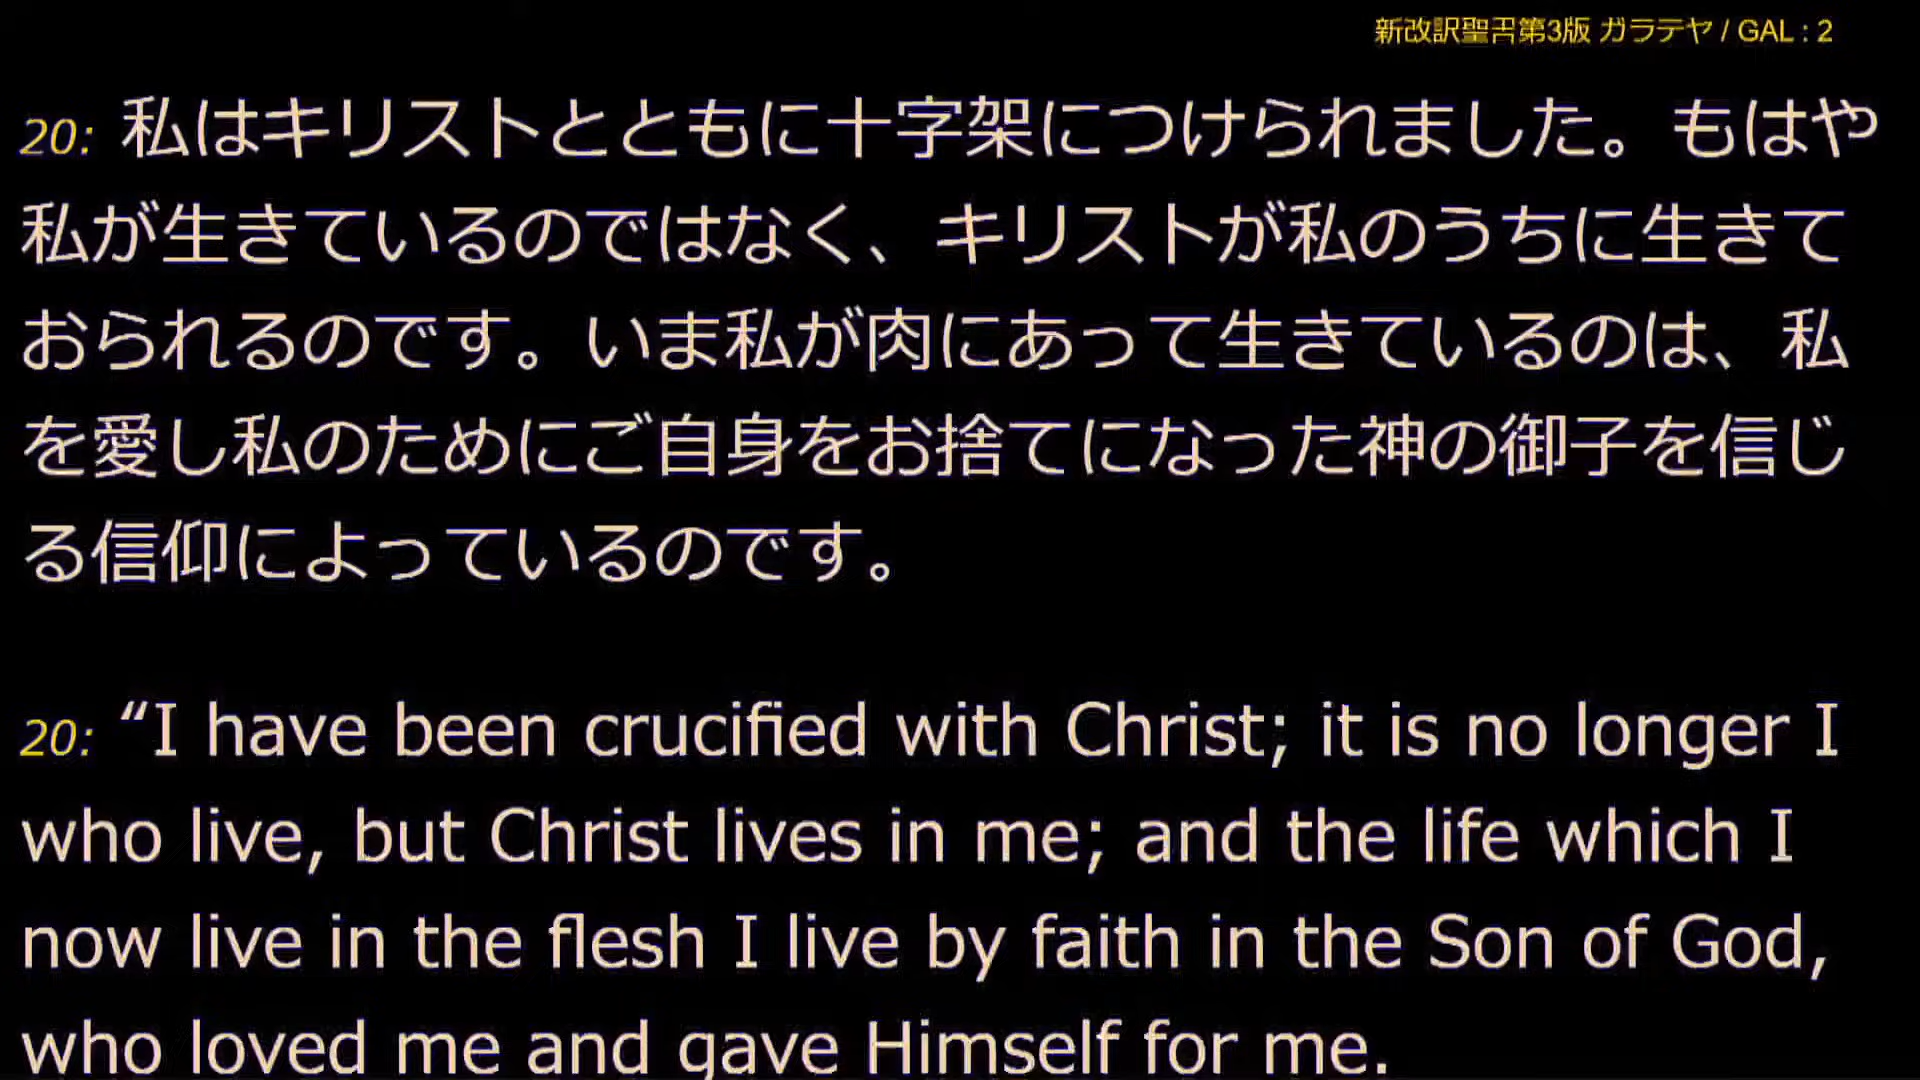 新改訳聖書第3版 ガラテヤ / GAL : 2
20: 私はキリストとともに十字架につけられました。もはや
私が生きているのではなく、キリストが私のうちに生きて
おられるのです。いま私が肉にあって生きているのは、私
を愛し私のためにご自身をお捨てになった神の御子を信じ
る信仰によっているのです。
20: “I have been crucified with Christ; it is no longer I
who live, but Christ lives in me; and the life which I
now live in the flesh I live by faith in the Son of God,
who loved me and gave Himself for me.